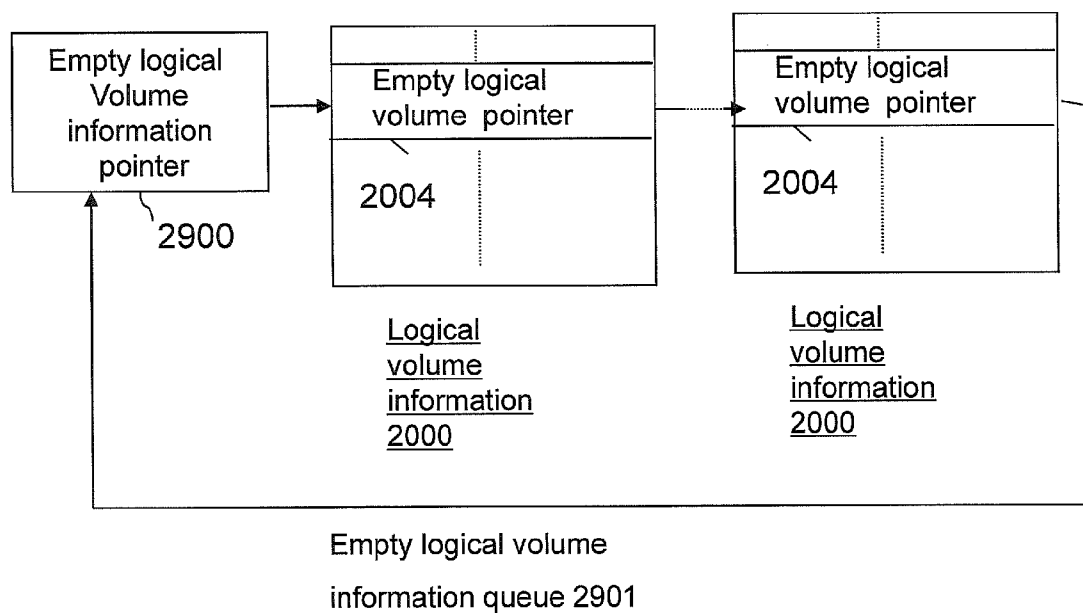 Empty logical
Volume
information
pointer
2900
Empty logical
volume pointer
2004
Logical
volume
information
2000
Empty logical
volume pointer
2004
Logical
volume
information
2000
Empty logical volume
information queue 2901